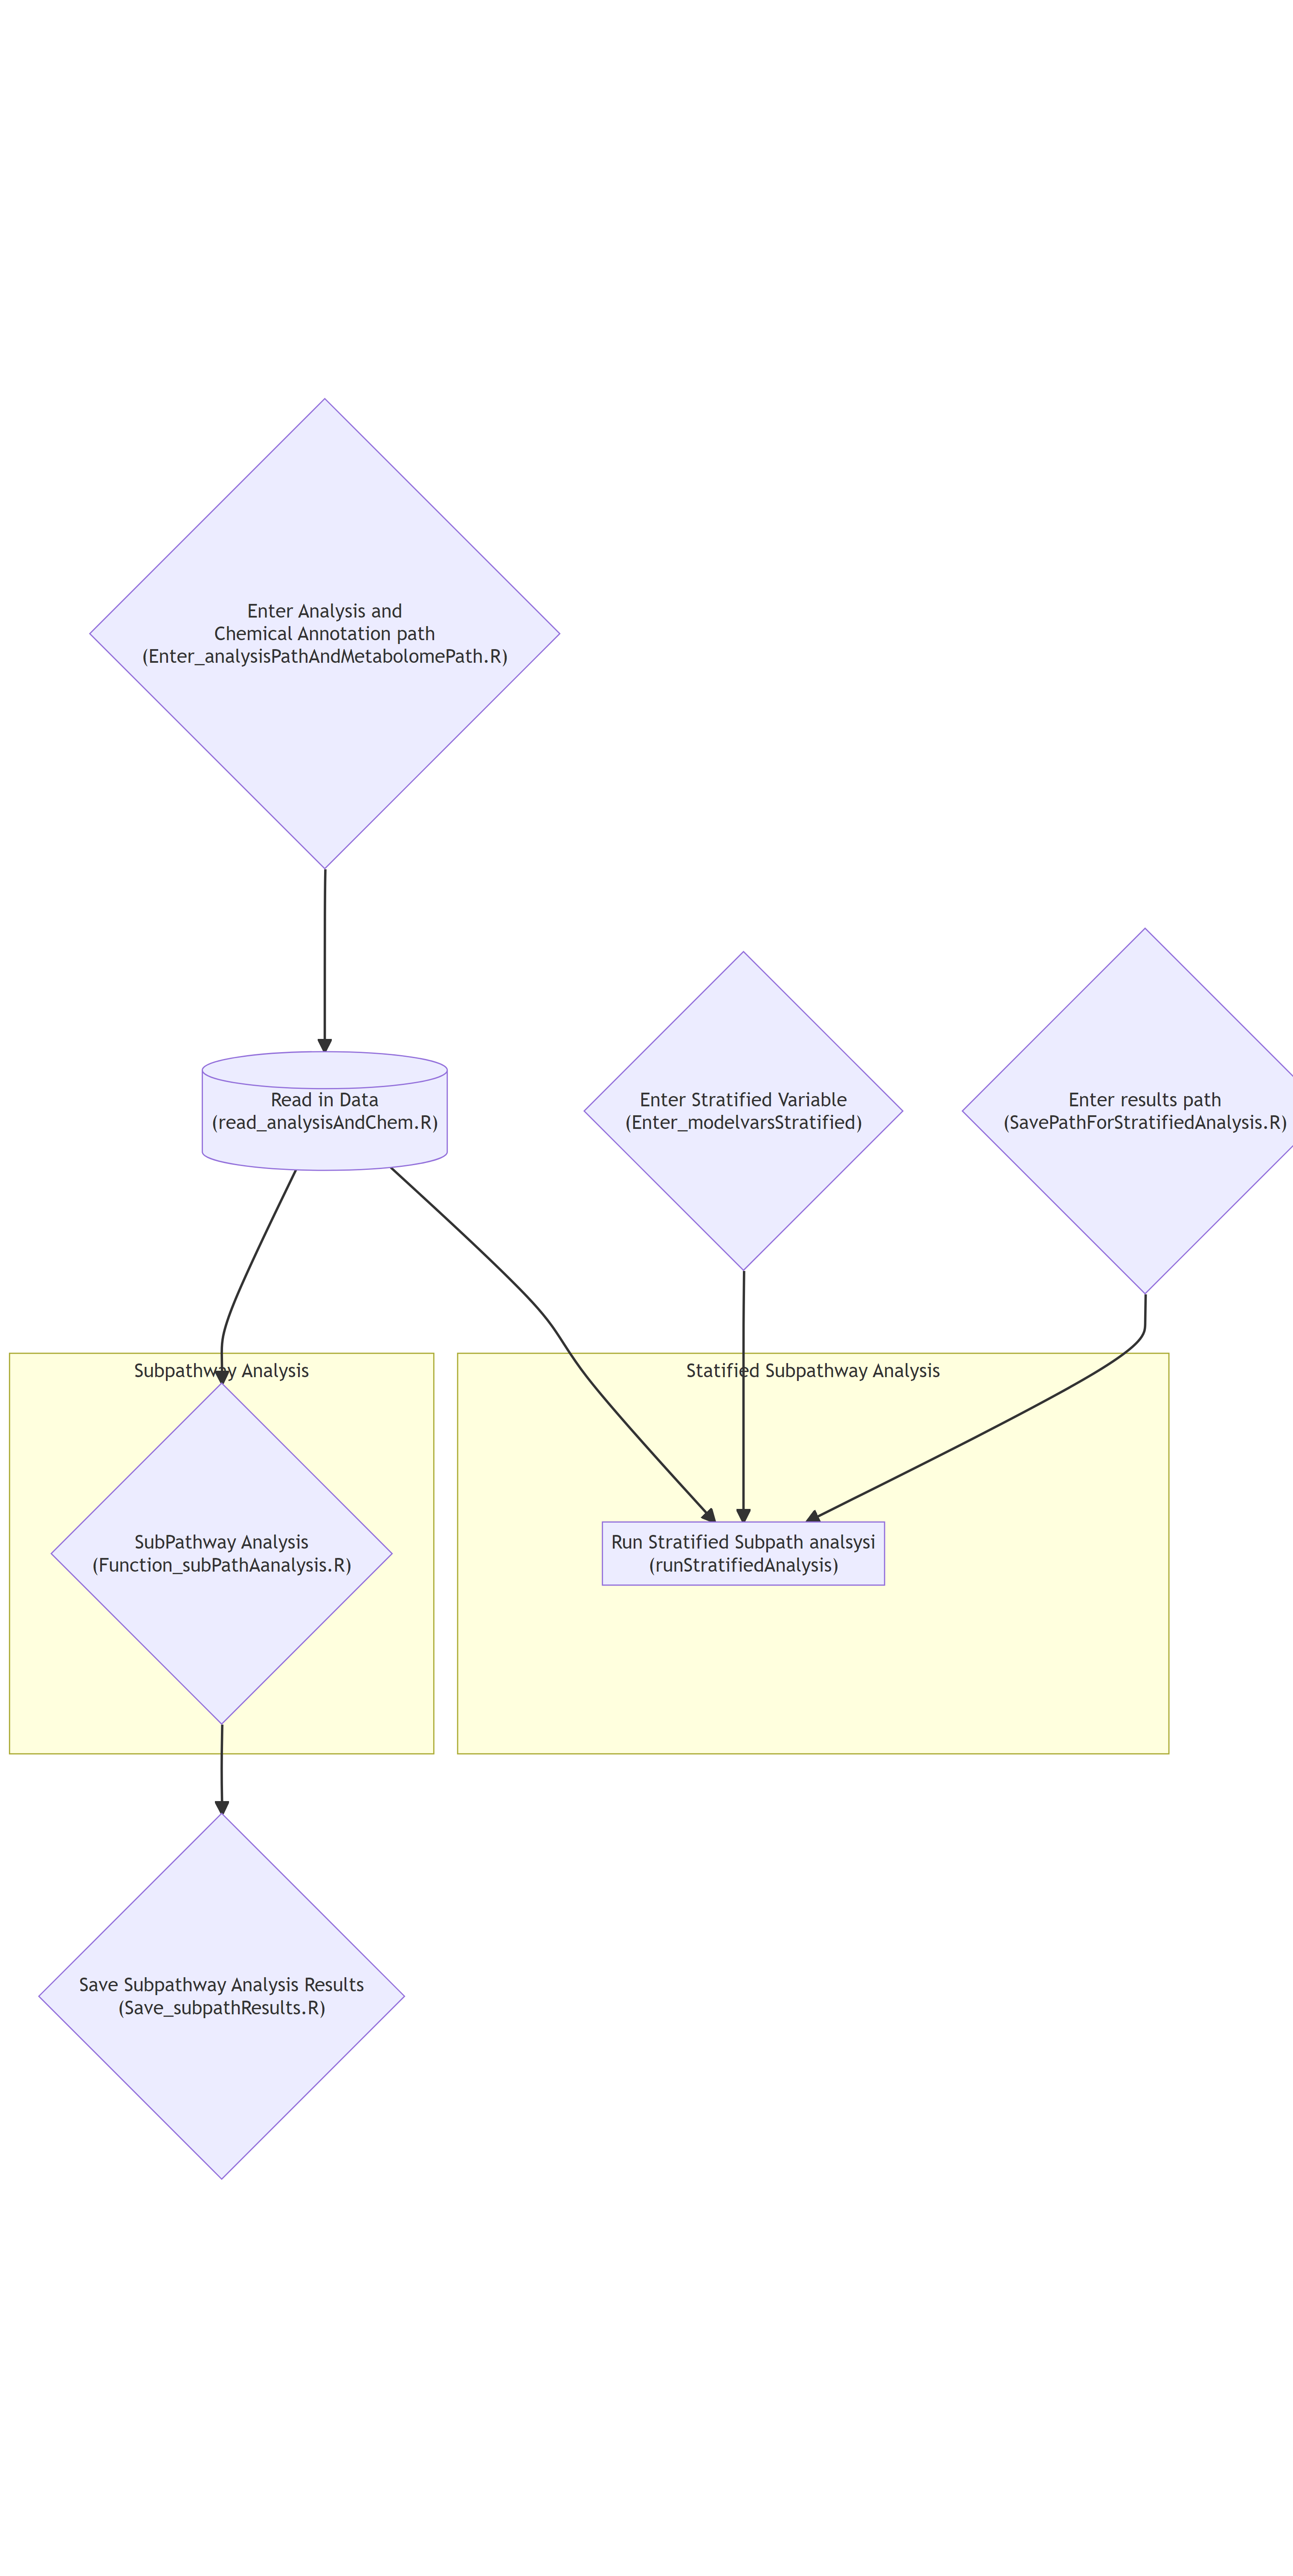 Enter Analysis and
Chemical Annotation path
(Enter_analysisPathAndMetabolomePath.R)
Read in Data
(read_analysisAndChem.R)
Enter Stratified Variable
(Enter_modelvarsStratified)
Enter results path
(SavePathForStratifiedAnalysis.R)
Subpathway Analysis
Statified Subpathway Analysis
SubPathway Analysis
(Function_subPathAanalysis.R)
Run Stratified Subpath analsysi
(runStratifiedAnalysis)
Save Subpathway Analysis Results
(Save_subpathResults.R)